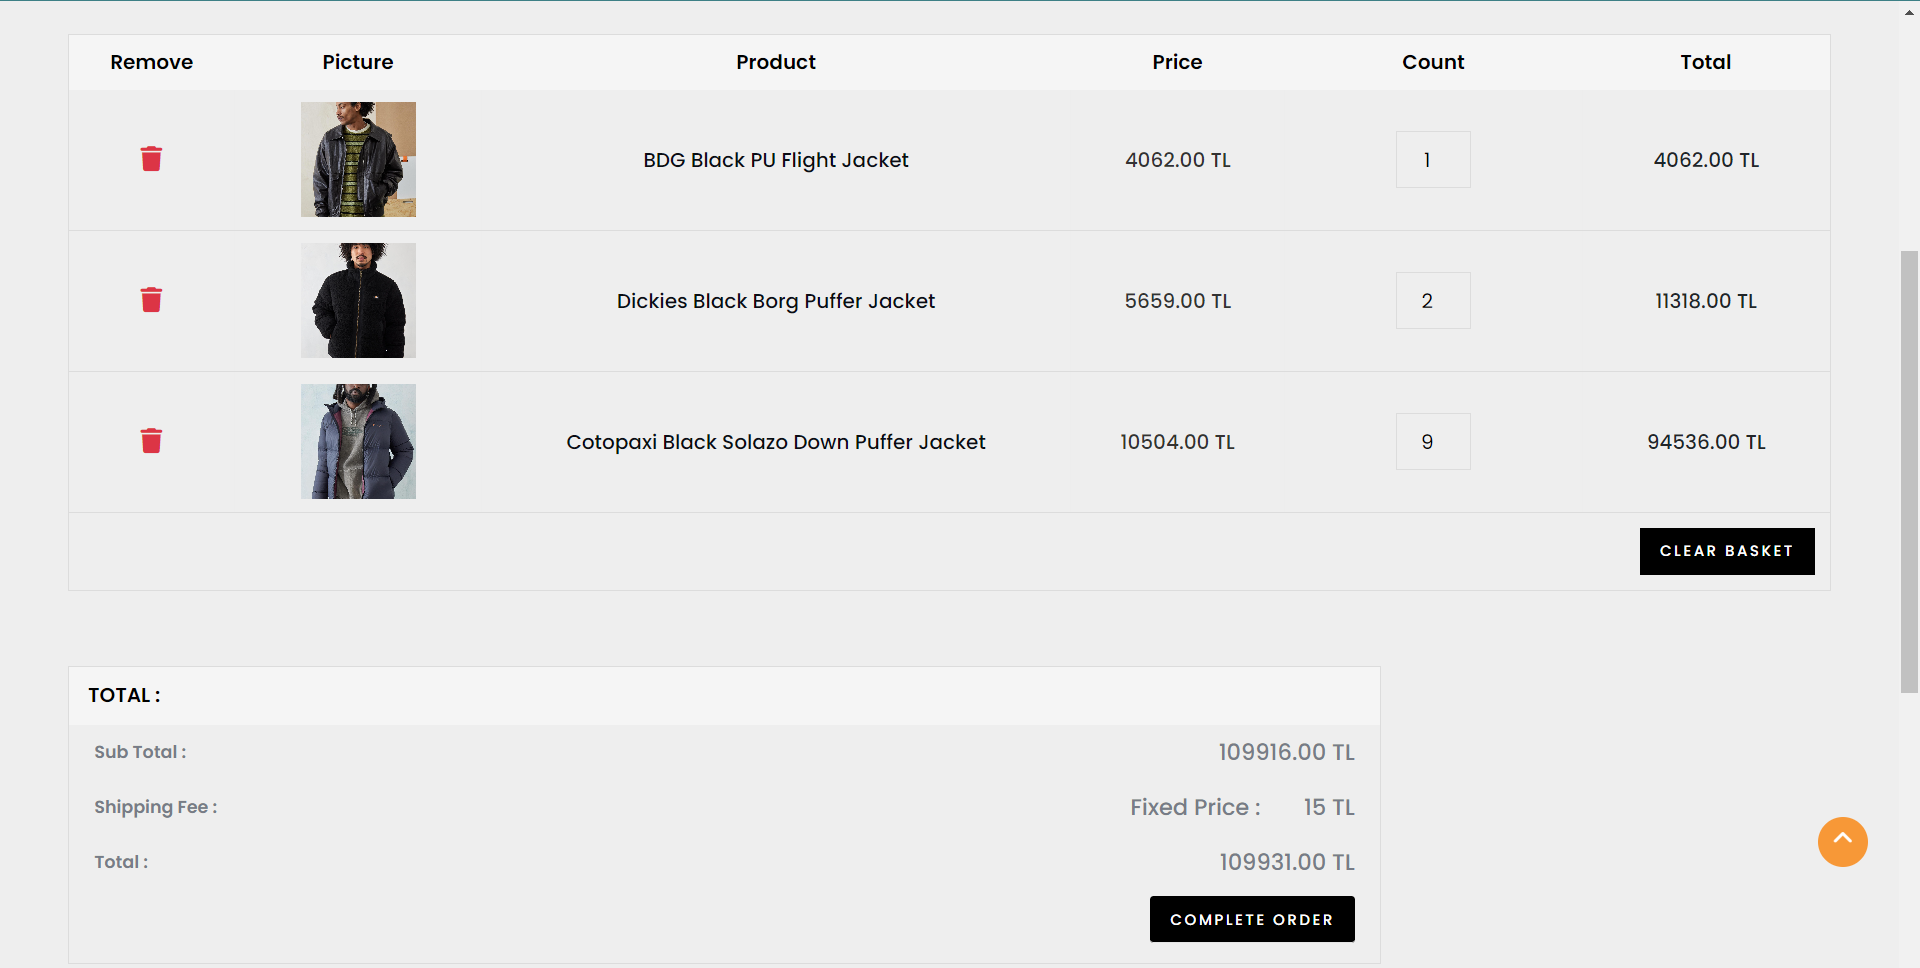 Remove Picture Product Price Count Total
BDG Black PU Flight Jacket 4062.00 TL 1 4062.00 TL
Dickies Black Borg Puffer Jacket 5659.00 TL 2 11318.00 TL
Cotopaxi Black Solazo Down Puffer Jacket 10504.00 TL 9 94536.00 TL
CLEAR BASKET
TOTAL :
Sub Total : 109916.00 TL
Shipping Fee : Fixed Price : 15 TL
Total : 109931.00 TL
COMPLETE ORDER